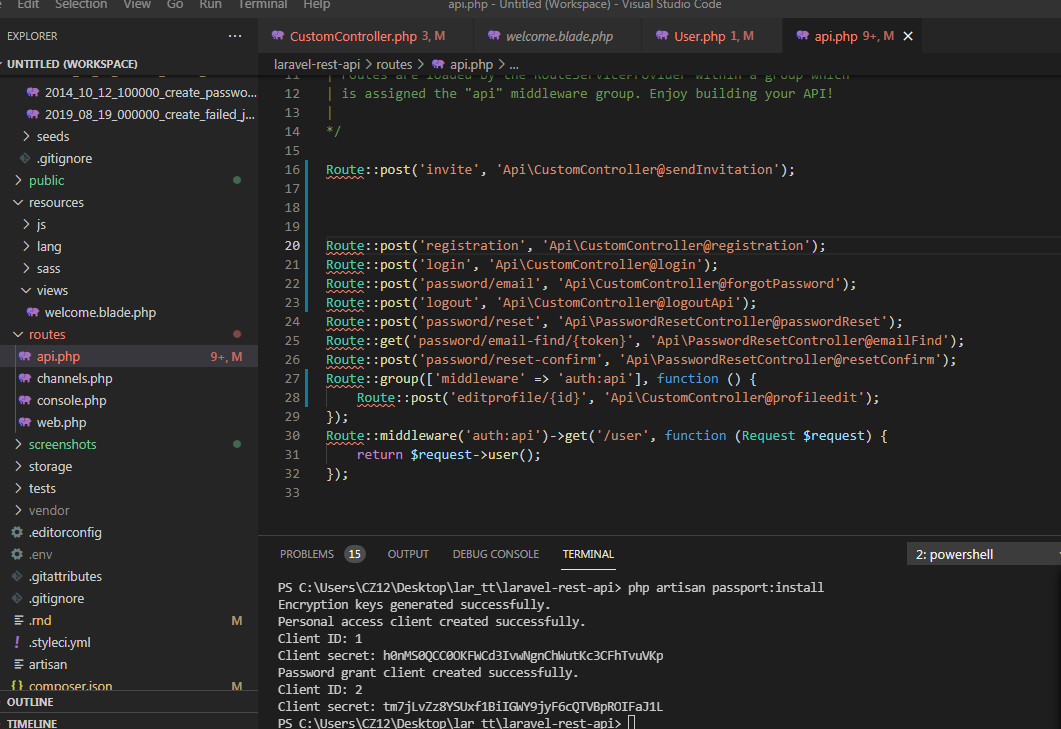 Edit Selection View Go Run Terminal Help api.php - Untitled (Workspace) - Visual Studio Code
EXPLORER ...
CustomController.php 3, M
welcome.blade.php
User.php 1, M
api.php 9+, M
UNTITLED (WORKSPACE)
laravel-rest-api > routes > api.php > ...
2014_10_12_100000_create_passwo...
2019_08_19_000000_create_failed_j...
seeds
.gitignore
public
resources
js
lang
sass
views
welcome.blade.php
routes
api.php 9+, M
channels.php
console.php
web.php
screenshots
storage
tests
vendor
.editorconfig
.env
.gitattributes
.gitignore
.rnd M
.styleci.yml
artisan
composer.json M
OUTLINE
TIMELINE
11 | routes are loaded by the RouteServiceProvider within a group which
12 | is assigned the "api" middleware group. Enjoy building your API!
13 |
14 */
15
16 Route::post('invite', 'Api\CustomController@sendInvitation');
17
18
19
20 Route::post('registration', 'Api\CustomController@registration');
21 Route::post('login', 'Api\CustomController@login');
22 Route::post('password/email', 'Api\CustomController@forgotPassword');
23 Route::post('logout', 'Api\CustomController@logoutApi');
24 Route::post('password/reset', 'Api\PasswordResetController@passwordReset');
25 Route::get('password/email-find/{token}', 'Api\PasswordResetController@emailFind');
26 Route::post('password/reset-confirm', 'Api\PasswordResetController@resetConfirm');
27 Route::group(['middleware' => 'auth:api'], function () {
28 Route::post('editprofile/{id}', 'Api\CustomController@profileedit');
29 });
30 Route::middleware('auth:api')->get('/user', function (Request $request) {
31 return $request->user();
32 });
33
PROBLEMS 15 OUTPUT DEBUG CONSOLE TERMINAL 2: powershell
PS C:\Users\CZ12\Desktop\lar_tt\laravel-rest-api> php artisan passport:install
Encryption keys generated successfully.
Personal access client created successfully.
Client ID: 1
Client secret: h0nMS0QCC0OKFWCd3IvwNgnChWutKc3CFhTvuVKp
Password grant client created successfully.
Client ID: 2
Client secret: tm7jLvZz8YSUxf1BiIGWY9jyF6cQTVBpROIFaJ1L
PS C:\Users\CZ12\Desktop\lar_tt\laravel-rest-api>